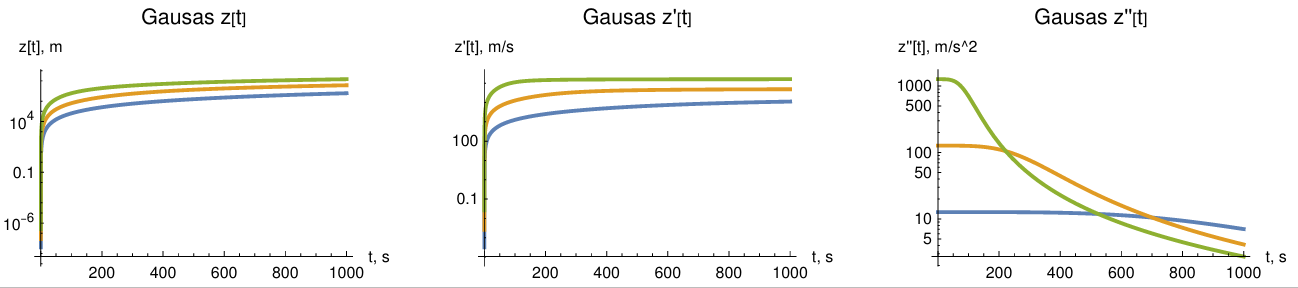 Gausas z[t]
z[t], m
10^4
0.1
10^-6
200 400 600 800 1000
t, s
Gausas z'[t]
z'[t], m/s
100
0.1
200 400 600 800 1000
t, s
Gausas z''[t]
z''[t], m/s^2
1000
500
100
50
10
5
200 400 600 800 1000
t, s